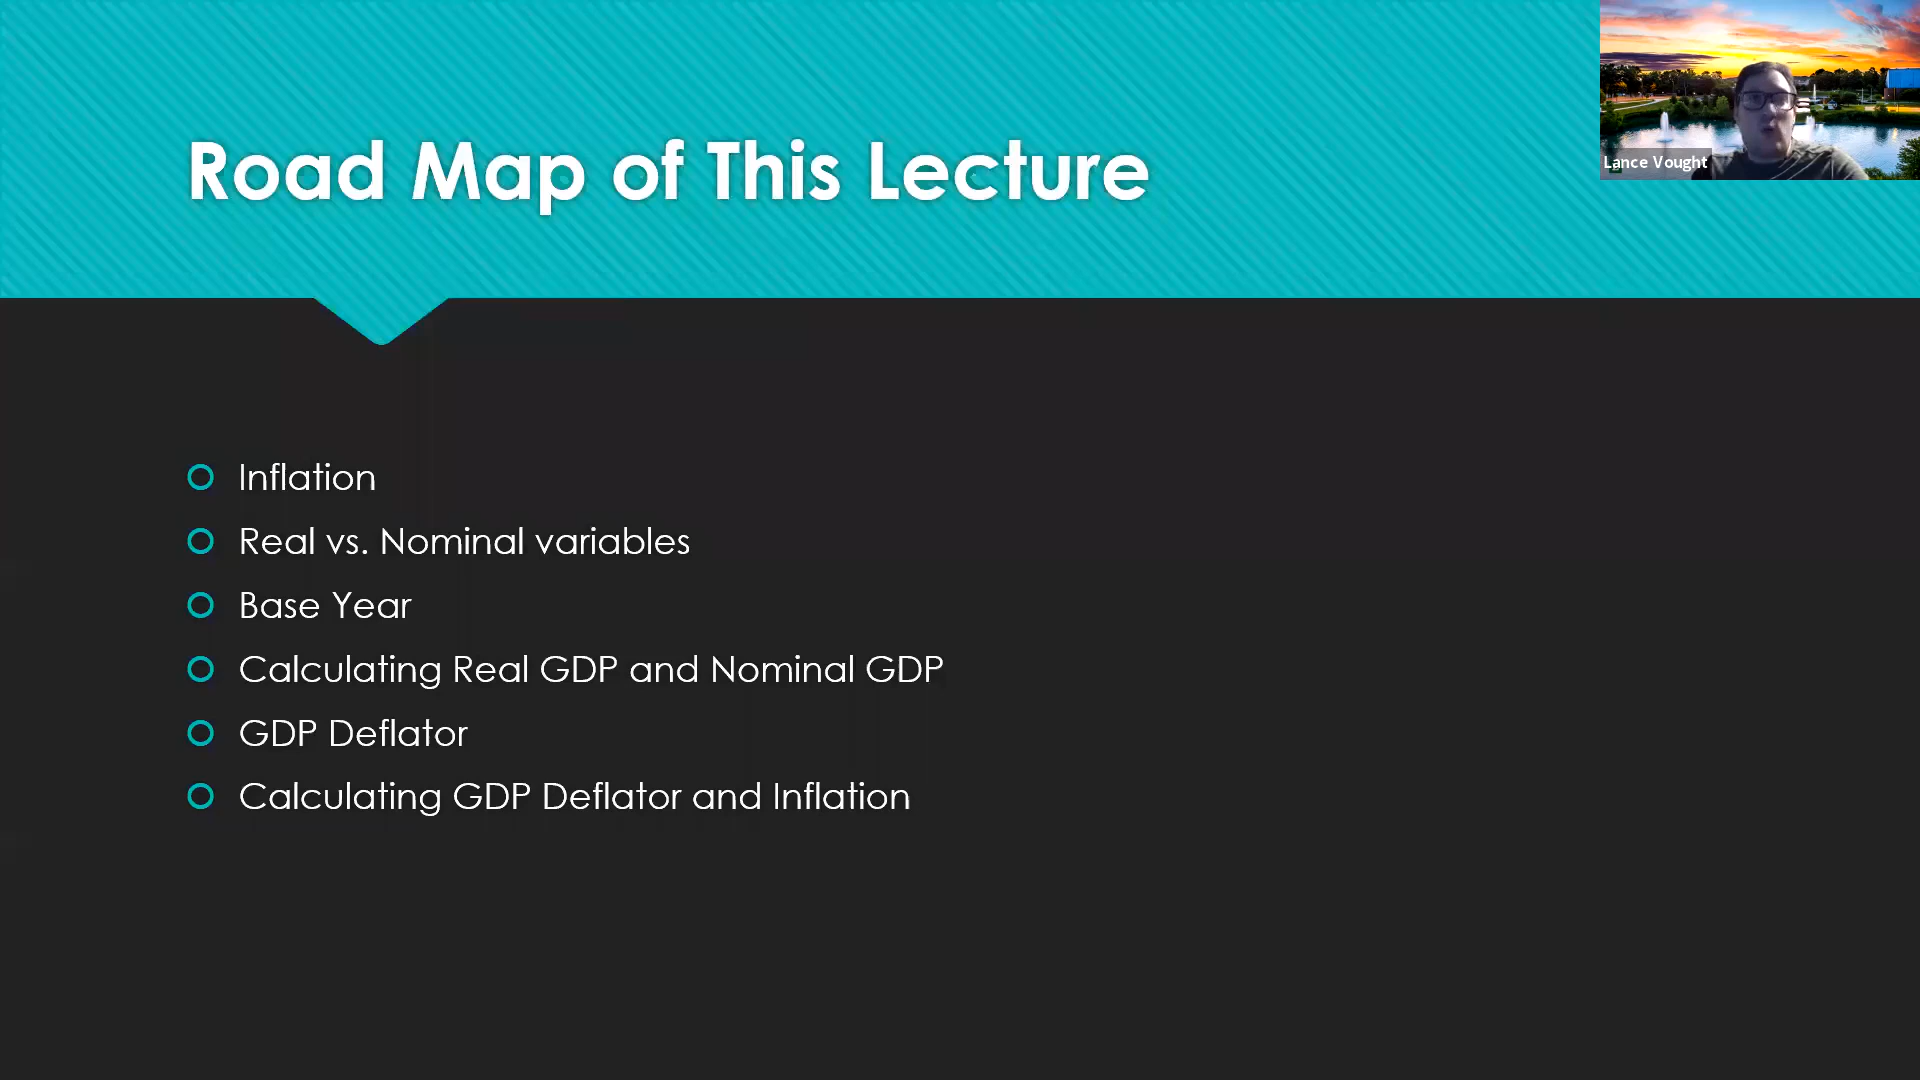 Road Map of This Lecture
Lance Vought
Inflation
Real vs. Nominal variables
Base Year
Calculating Real GDP and Nominal GDP
GDP Deflator
Calculating GDP Deflator and Inflation